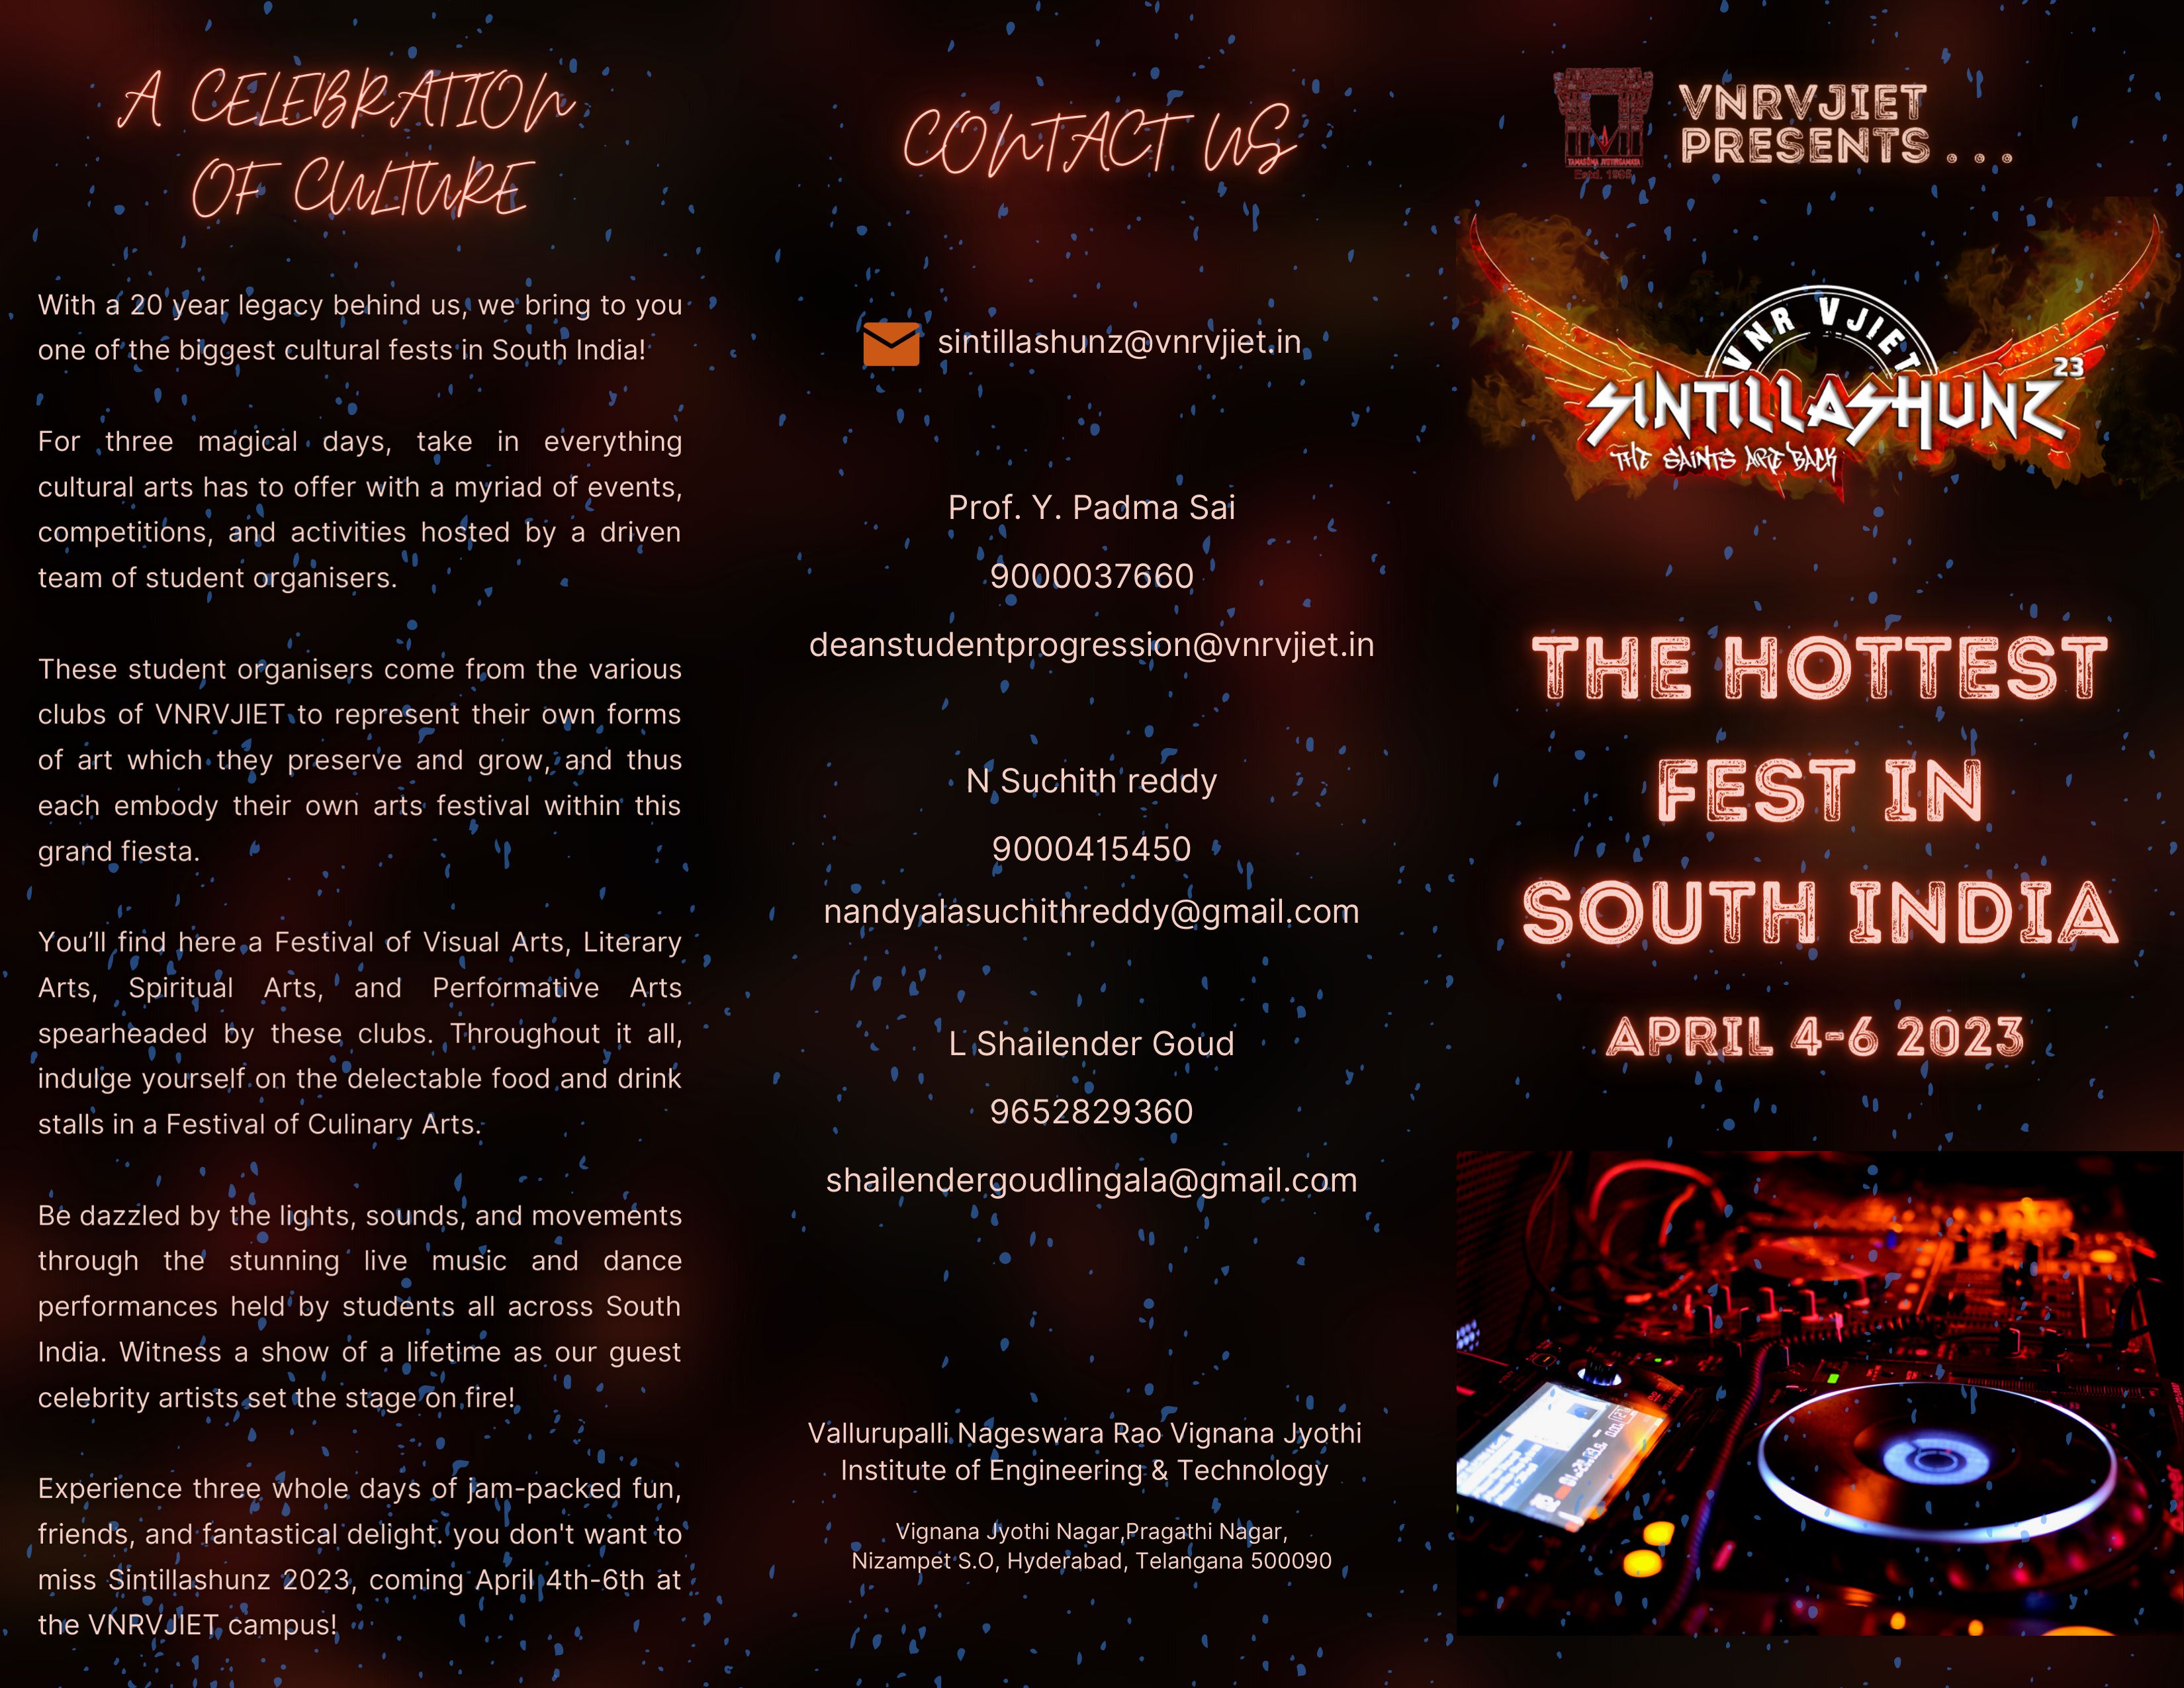 A CELEBRATION
OF CULTURE
With a 20 year legacy behind us, we bring to you
one of the biggest cultural fests in South India!
For three magical days, take in everything
cultural arts has to offer with a myriad of events,
competitions, and activities hosted by a driven
team of student organisers.
These student organisers come from the various
clubs of VNRVJIET to represent their own forms
of art which they preserve and grow, and thus
each embody their own arts festival within this
grand fiesta.
You’ll find here a Festival of Visual Arts, Literary
Arts, Spiritual Arts, and Performative Arts
spearheaded by these clubs. Throughout it all,
indulge yourself on the delectable food and drink
stalls in a Festival of Culinary Arts.
Be dazzled by the lights, sounds, and movements
through the stunning live music and dance
performances held by students all across South
India. Witness a show of a lifetime as our guest
celebrity artists set the stage on fire!
Experience three whole days of jam-packed fun,
friends, and fantastical delight. you don't want to
miss Sintillashunz 2023, coming April 4th-6th at
the VNRVJIET campus!
CONTACT US
sintillashunz@vnrvjiet.in
Prof. Y. Padma Sai
9000037660
deanstudentprogression@vnrvjiet.in
N Suchith reddy
9000415450
nandyalasuchithreddy@gmail.com
L Shailender Goud
9652829360
shailendergoudlingala@gmail.com
Vallurupalli Nageswara Rao Vignana Jyothi
Institute of Engineering & Technology
Vignana Jyothi Nagar,Pragathi Nagar,
Nizampet S.O, Hyderabad, Telangana 500090
TAMASOMA JYOTIRGAMAYA
Estd. 1995
VNRVJIET
PRESENTS . . .
VNR VJIET
SINTILLASHUNZ 23
THE SAINTS ARE BACK
THE HOTTEST
FEST IN
SOUTH INDIA
APRIL 4-6 2023